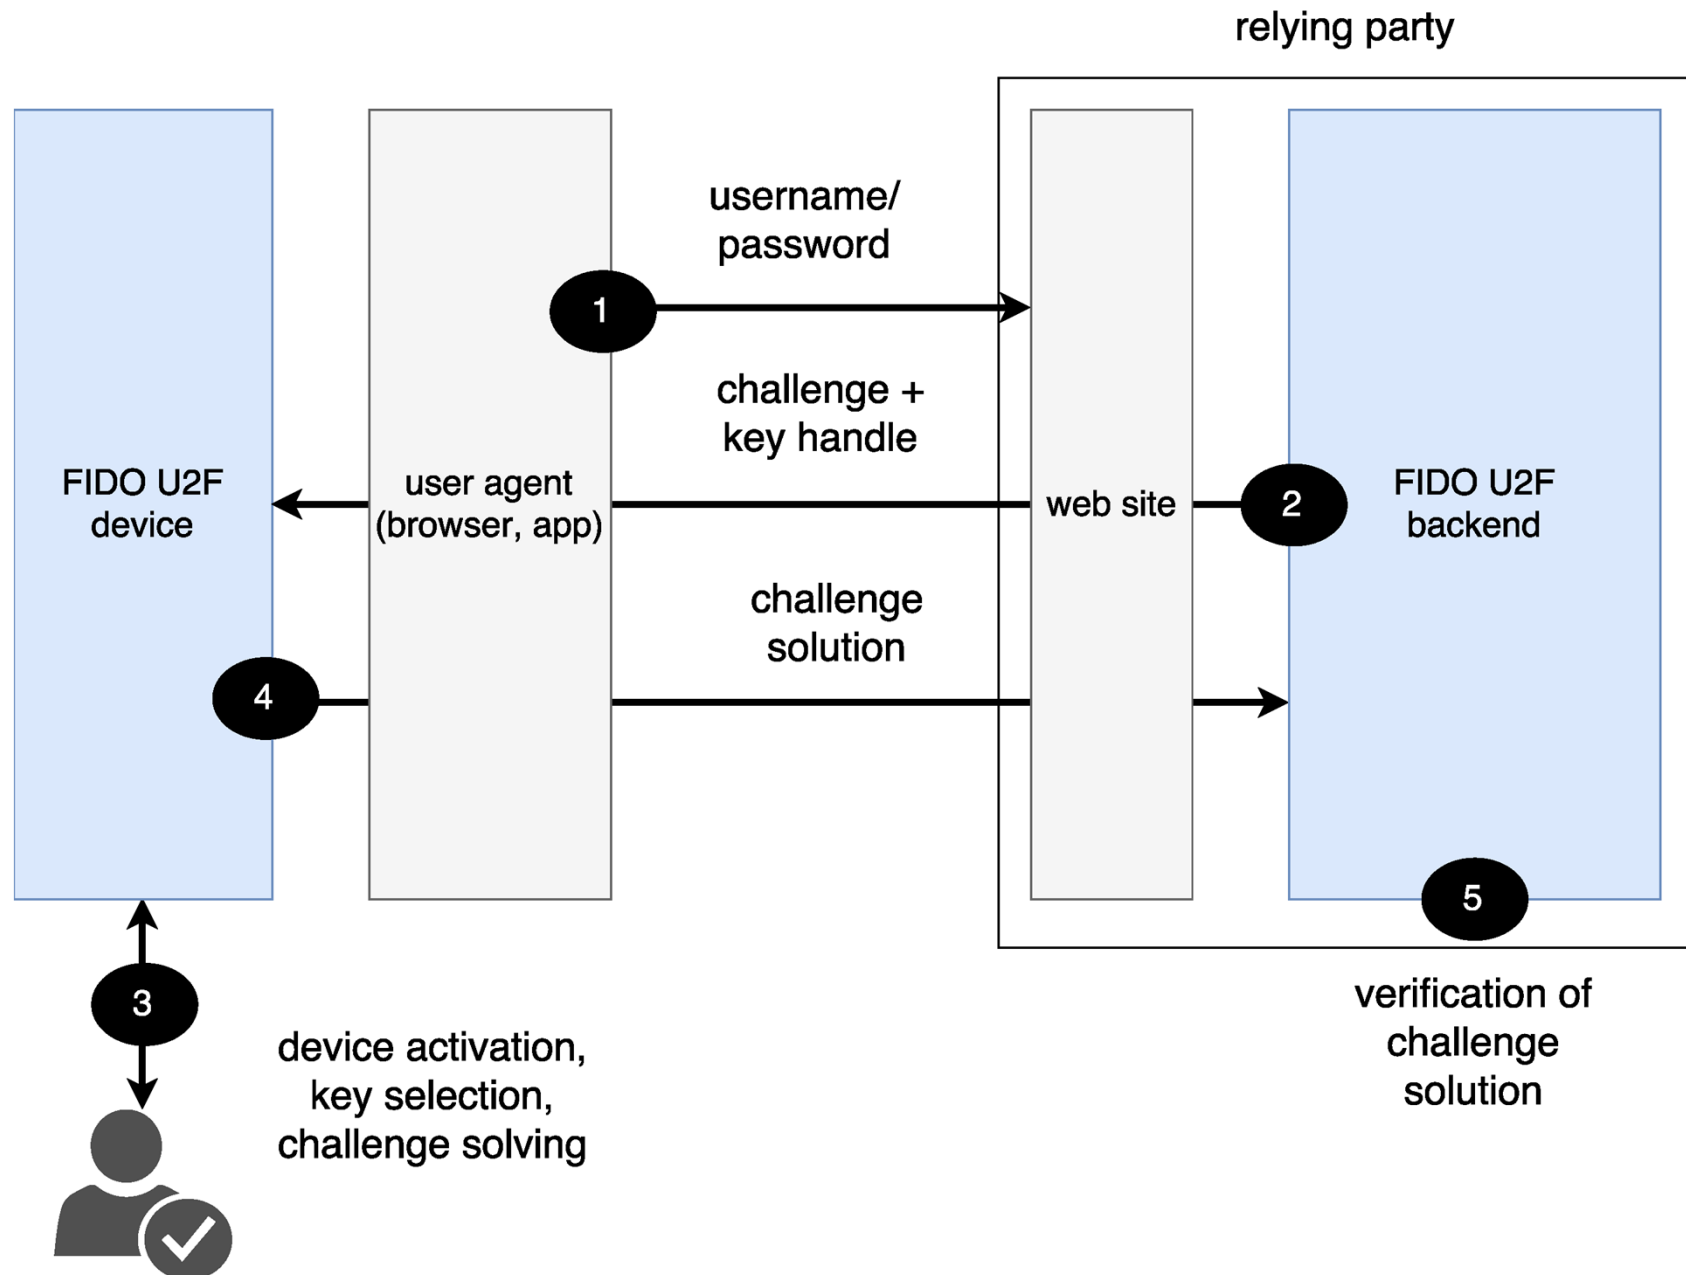 relying party
username/
password
1
challenge +
key handle
FIDO U2F
device
user agent
(browser, app)
web site
2
FIDO U2F
backend
challenge
solution
4
5
3
device activation,
key selection,
challenge solving
verification of
challenge
solution